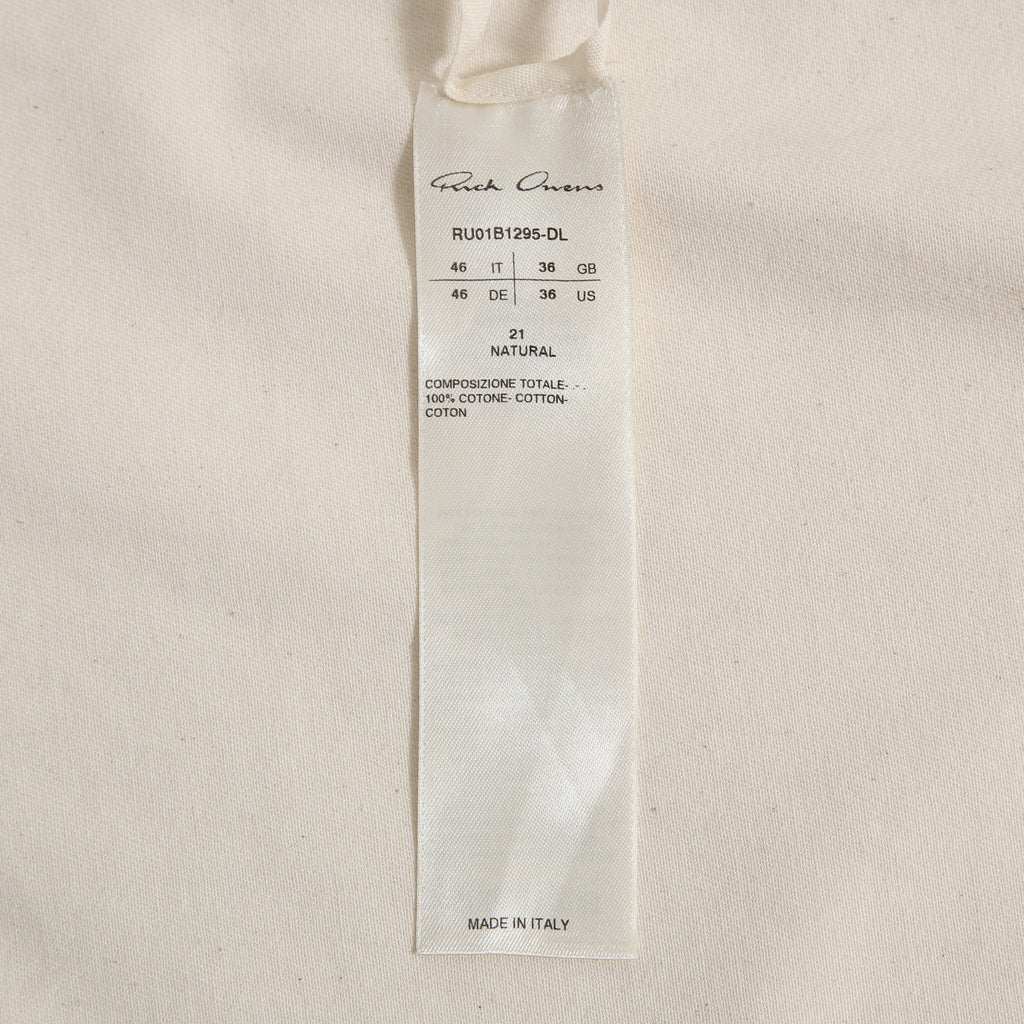 Rick Owens
RU01B1295-DL
46 IT 36 GB
46 DE 36 US
21
NATURAL
COMPOSIZIONE TOTALE- .- .
100% COTONE- COTTON-
COTON
MADE IN ITALY